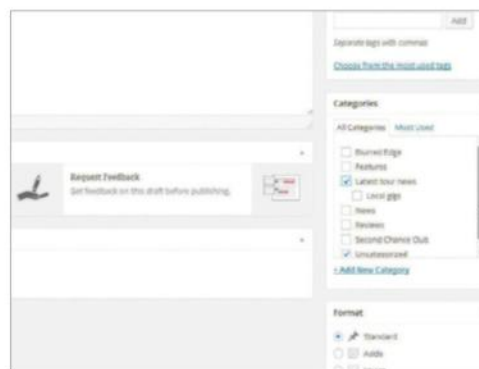 Add
Separate tags with commas
Choose from the most used tags
Categories
All Categories Most Used
Blurred Edge
Features
Latest tour news
Local gigs
News
Reviews
Second Chance Club
Uncategorized
+ Add New Category
Request Feedback
Get feedback on this draft before publishing.
Format
Standard
Aside